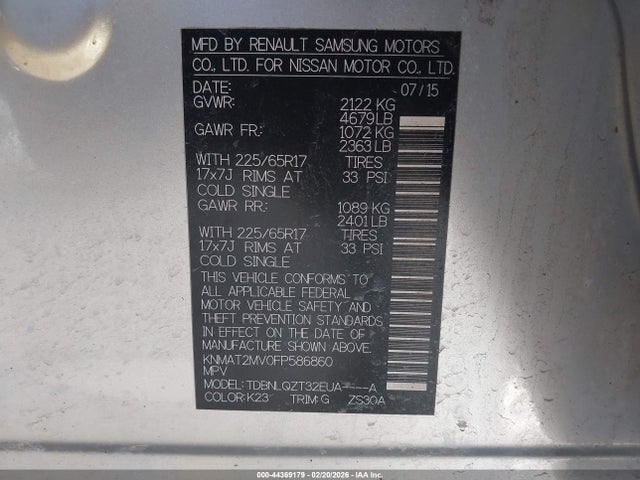 MFD BY RENAULT SAMSUNG MOTORS
CO., LTD. FOR NISSAN MOTOR CO., LTD.
DATE: 07/15
GVWR: 2122 KG
4679LB
GAWR FR: 1072 KG
2363 LB
WITH 225/65R17 TIRES
17x7J RIMS AT 33 PSI
COLD SINGLE
GAWR RR: 1089 KG
2401LB
WITH 225/65R17 TIRES
17x7J RIMS AT 33 PSI
COLD SINGLE
THIS VEHICLE CONFORMS TO
ALL APPLICABLE FEDERAL
MOTOR VEHICLE SAFETY AND
THEFT PREVENTION STANDARDS
IN EFFECT ON THE DATE OF
MANUFACTURE SHOWN ABOVE.
KNMAT2MV0FP586860
MPV
MODEL:TDBNLQZT32EUA----A
COLOR:K23 TRIM:G ZS30A
000-44369179 - 02/20/2026 - IAAI.CA